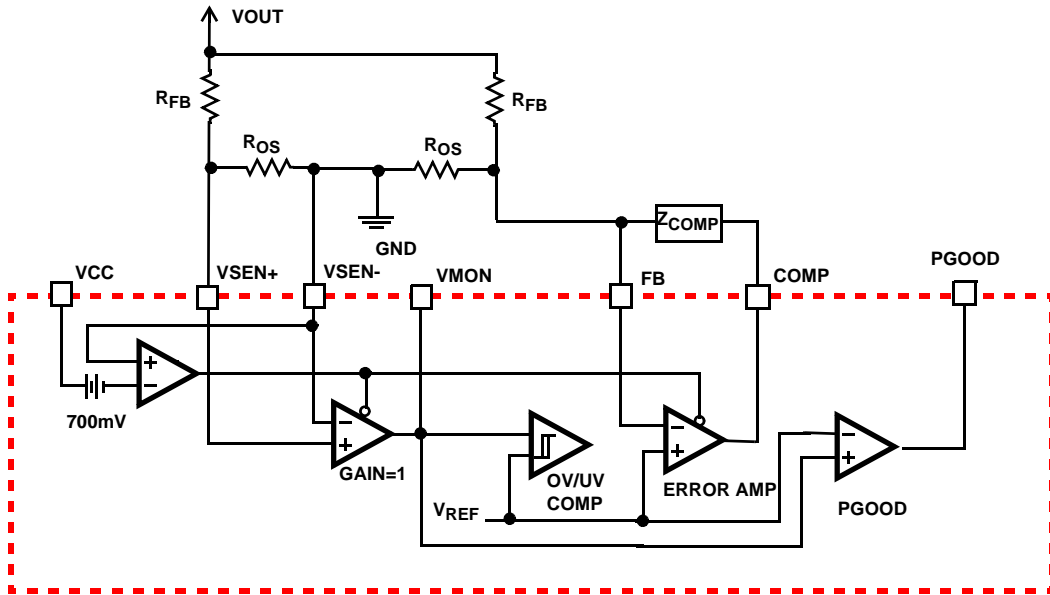 VOUT
RFB
RFB
ROS
ROS
ZCOMP
GND
VCC
VSEN+
VSEN-
VMON
FB
COMP
PGOOD
+
−
700mV
−
+
GAIN=1
OV/UV
COMP
VREF
−
+
ERROR AMP
−
+
PGOOD